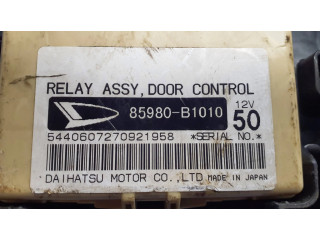 RELAY ASSY, DOOR CONTROL
85980-B1010 12V 50
5440607270921958 *SERIAL NO.*
DAIHATSU MOTOR CO., LTD MADE IN JAPAN